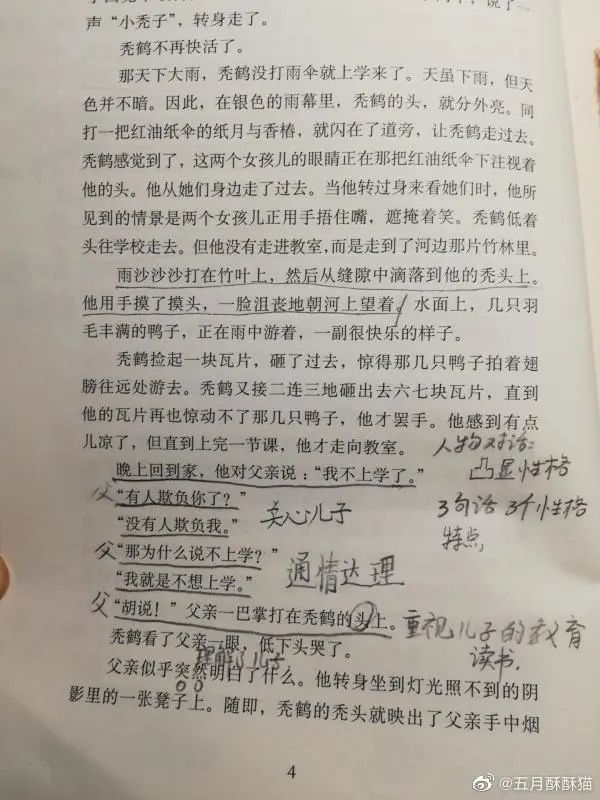 声“小秃子”，转身走了。
秃鹤不再快活了。
那天下大雨，秃鹤没打雨伞就上学来了。天虽下雨，但天
色并不暗。因此，在银色的雨幕里，秃鹤的头，就分外亮。同
打一把红油纸伞的纸月与香椿，就闪在了道旁，让秃鹤走过去。
秃鹤感觉到了，这两个女孩儿的眼睛正在那把红油纸伞下注视着
他的头。他从她们身边走了过去。当他转过身来看她们时，他所
见到的情景是两个女孩儿正用手捂住嘴，遮掩着笑。秃鹤低着
头往学校走去。但他没有走进教室，而是走到了河边那片竹林里。
雨沙沙沙打在竹叶上，然后从缝隙中滴落到他的秃头上。
他用手摸了摸头，一脸沮丧地朝河上望着。水面上，几只羽
毛丰满的鸭子，正在雨中游着，一副很快乐的样子。
秃鹤捡起一块瓦片，砸了过去，惊得那几只鸭子拍着翅
膀往远处游去。秃鹤又接二连三地砸出去六七块瓦片，直到
他的瓦片再也惊动不了那几只鸭子，他才罢手。他感到有点
儿凉了，但直到上完一节课，他才走向教室。
人物对话：
凸显性格
3句话 3个性格
特点
晚上回到家，他对父亲说：“我不上学了。”
父“有人欺负你了？”
关心儿子
“没有人欺负我。”
父“那为什么说不上学？”
通情达理
“我就是不想上学。”
父“胡说！”父亲一巴掌打在秃鹤的头上。
重视儿子的教育
读书.
秃鹤看了父亲一眼，低下头哭了。
理解了儿子
父亲似乎突然明白了什么。他转身坐到灯光照不到的阴
影里的一张凳子上。随即，秃鹤的秃头就映出了父亲手中烟
4
@五月酥酥猫